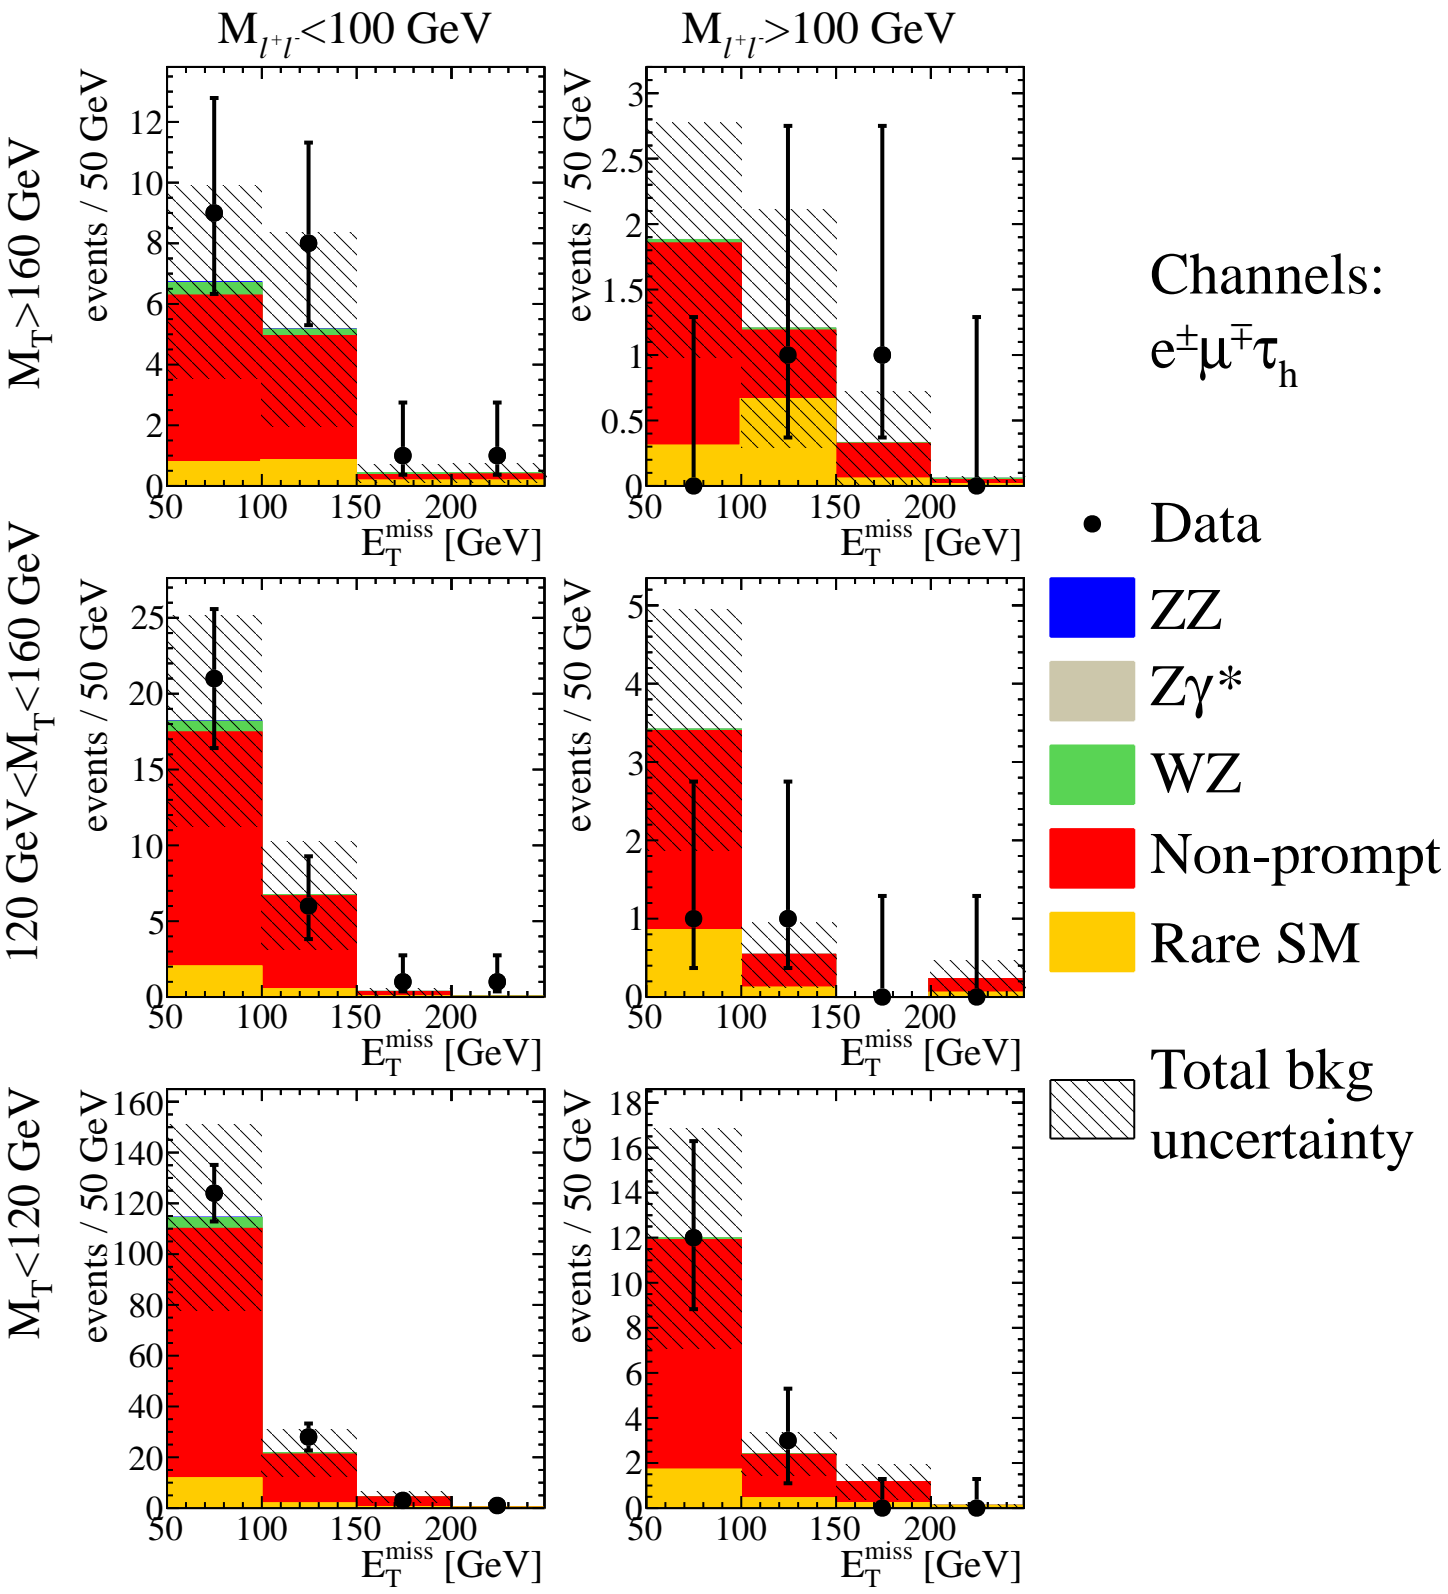 M_{l⁺l⁻}<100 GeV
M_{l⁺l⁻}>100 GeV
M_T>160 GeV
events / 50 GeV
12
10
8
6
4
2
0
50 100 150 200
E_T^miss [GeV]
events / 50 GeV
3
2.5
2
1.5
1
0.5
0
50 100 150 200
E_T^miss [GeV]
120 GeV<M_T<160 GeV
events / 50 GeV
25
20
15
10
5
0
50 100 150 200
E_T^miss [GeV]
events / 50 GeV
5
4
3
2
1
0
50 100 150 200
E_T^miss [GeV]
M_T<120 GeV
events / 50 GeV
160
140
120
100
80
60
40
20
0
50 100 150 200
E_T^miss [GeV]
events / 50 GeV
18
16
14
12
10
8
6
4
2
0
50 100 150 200
E_T^miss [GeV]
Channels:
e^±μ^∓τ_h
Data
ZZ
Zγ*
WZ
Non-prompt
Rare SM
Total bkg
uncertainty